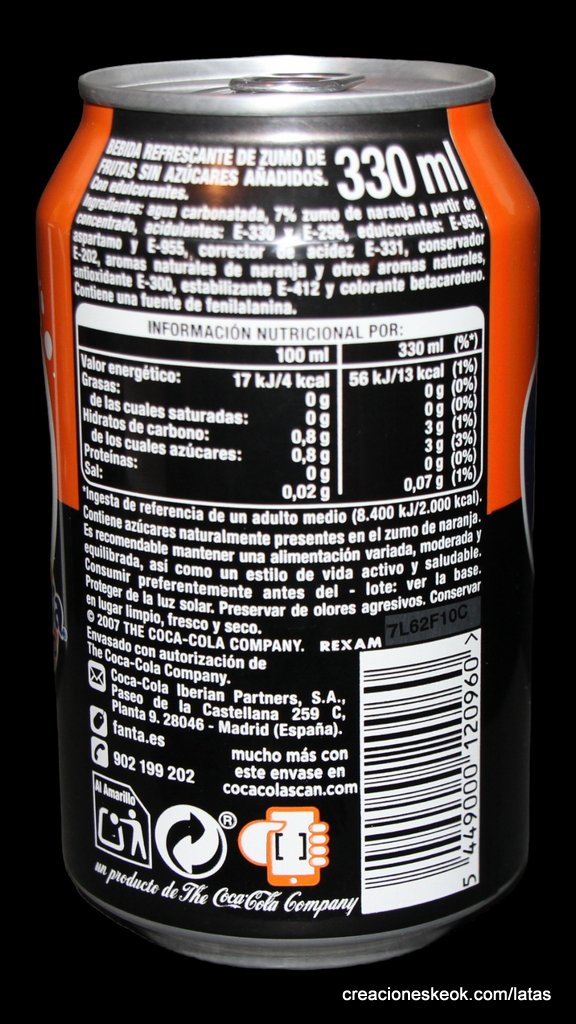 BEBIDA REFRESCANTE DE ZUMO DE
FRUTAS SIN AZÚCARES AÑADIDOS.
Con edulcorantes.
330 ml
Ingredientes: agua carbonatada, 7% zumo de naranja a partir de
concentrado, acidulantes: E-330 y E-296, edulcorantes: E-950,
aspartamo y E-955, corrector de acidez E-331, conservador
E-202, aromas naturales de naranja y otros aromas naturales,
antioxidante E-300, estabilizante E-412 y colorante betacaroteno.
Contiene una fuente de fenilalanina.
INFORMACIÓN NUTRICIONAL POR:
100 ml 330 ml (%*)
Valor energético: 17 kJ/4 kcal 56 kJ/13 kcal (1%)
Grasas: 0 g 0 g (0%)
de las cuales saturadas: 0 g 0 g (0%)
Hidratos de carbono: 0,8 g 3 g (1%)
de los cuales azúcares: 0,8 g 3 g (3%)
Proteínas: 0 g 0 g (0%)
Sal: 0,02 g 0,07 g (1%)
*Ingesta de referencia de un adulto medio (8.400 kJ/2.000 kcal).
Contiene azúcares naturalmente presentes en el zumo de naranja.
Es recomendable mantener una alimentación variada, moderada y
equilibrada, así como un estilo de vida activo y saludable.
Consumir preferentemente antes del - lote: ver la base.
Proteger de la luz solar. Preservar de olores agresivos. Conservar
en lugar limpio, fresco y seco.
7L62F10C
© 2007 THE COCA-COLA COMPANY. REXAM
Envasado con autorización de
The Coca-Cola Company.
Coca-Cola Iberian Partners, S.A.,
Paseo de la Castellana 259 C,
Planta 9. 28046 - Madrid (España).
fanta.es
902 199 202
mucho más con
este envase en
cocacolascan.com
Al Amarillo
®
un producto de The Coca-Cola Company
5 449000 120960 >
creacioneskeok.com/latas